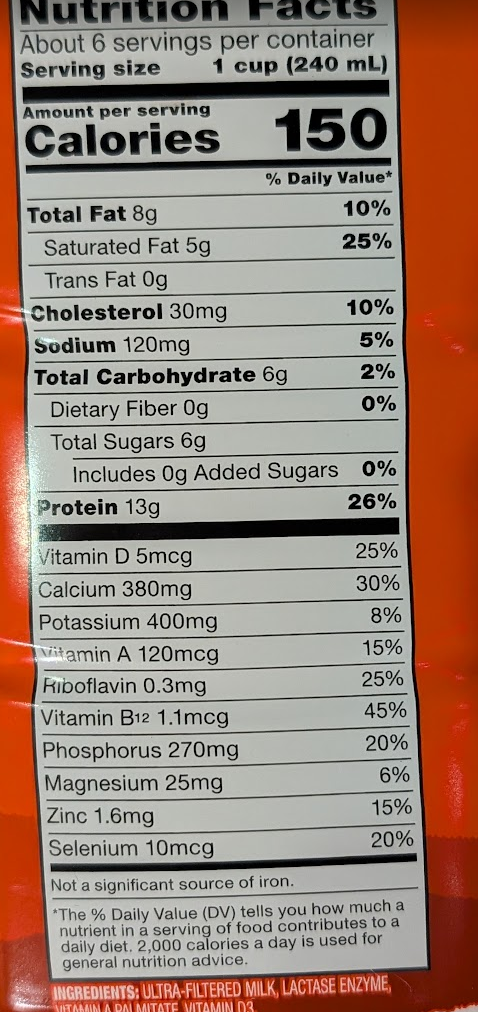 Nutrition Facts
About 6 servings per container
Serving size 1 cup (240 mL)
Amount per serving
Calories 150
% Daily Value*
Total Fat 8g 10%
Saturated Fat 5g 25%
Trans Fat 0g
Cholesterol 30mg 10%
Sodium 120mg 5%
Total Carbohydrate 6g 2%
Dietary Fiber 0g 0%
Total Sugars 6g
Includes 0g Added Sugars 0%
Protein 13g 26%
Vitamin D 5mcg 25%
Calcium 380mg 30%
Potassium 400mg 8%
Vitamin A 120mcg 15%
Riboflavin 0.3mg 25%
Vitamin B12 1.1mcg 45%
Phosphorus 270mg 20%
Magnesium 25mg 6%
Zinc 1.6mg 15%
Selenium 10mcg 20%
Not a significant source of iron.
*The % Daily Value (DV) tells you how much a
nutrient in a serving of food contributes to a
daily diet. 2,000 calories a day is used for
general nutrition advice.
INGREDIENTS: ULTRA-FILTERED MILK, LACTASE ENZYME,
VITAMIN A PALMITATE, VITAMIN D3.